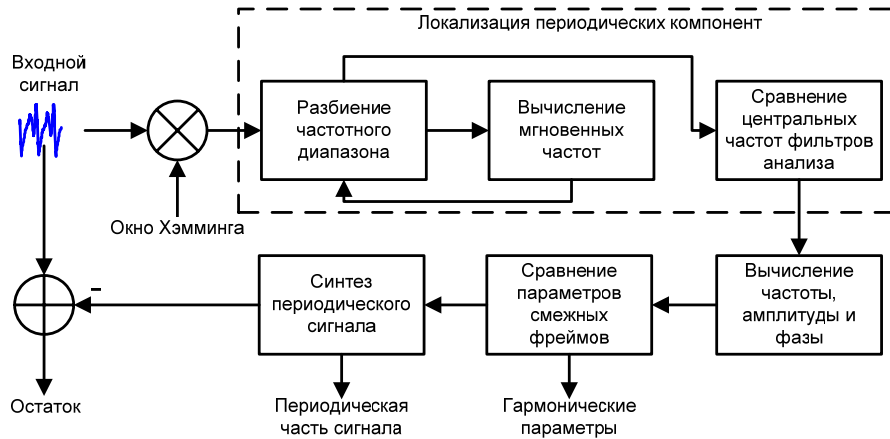 Локализация периодических компонент
Входной
сигнал
Разбиение
частотного
диапазона
Вычисление
мгновенных
частот
Сравнение
центральных
частот фильтров
анализа
Окно Хэмминга
–
Синтез
периодического
сигнала
Сравнение
параметров
смежных
фреймов
Вычисление
частоты,
амплитуды и
фазы
Остаток
Периодическая
часть сигнала
Гармонические
параметры